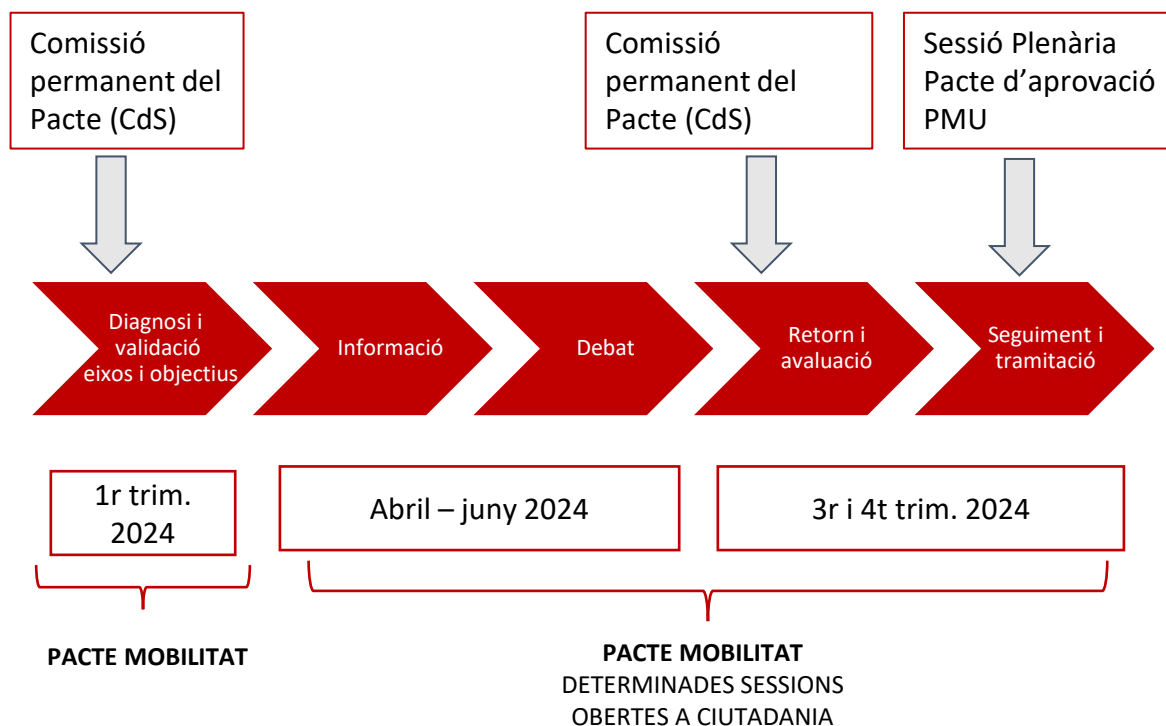 Comissió
permanent del
Pacte (CdS)
Comissió
permanent del
Pacte (CdS)
Sessió Plenària
Pacte d’aprovació
PMU
Diagnosi i
validació
eixos i objectius
Informació
Debat
Retorn i
avaluació
Seguiment i
tramitació
1r trim.
2024
Abril – juny 2024
3r i 4t trim. 2024
PACTE MOBILITAT
PACTE MOBILITAT
DETERMINADES SESSIONS
OBERTES A CIUTADANIA